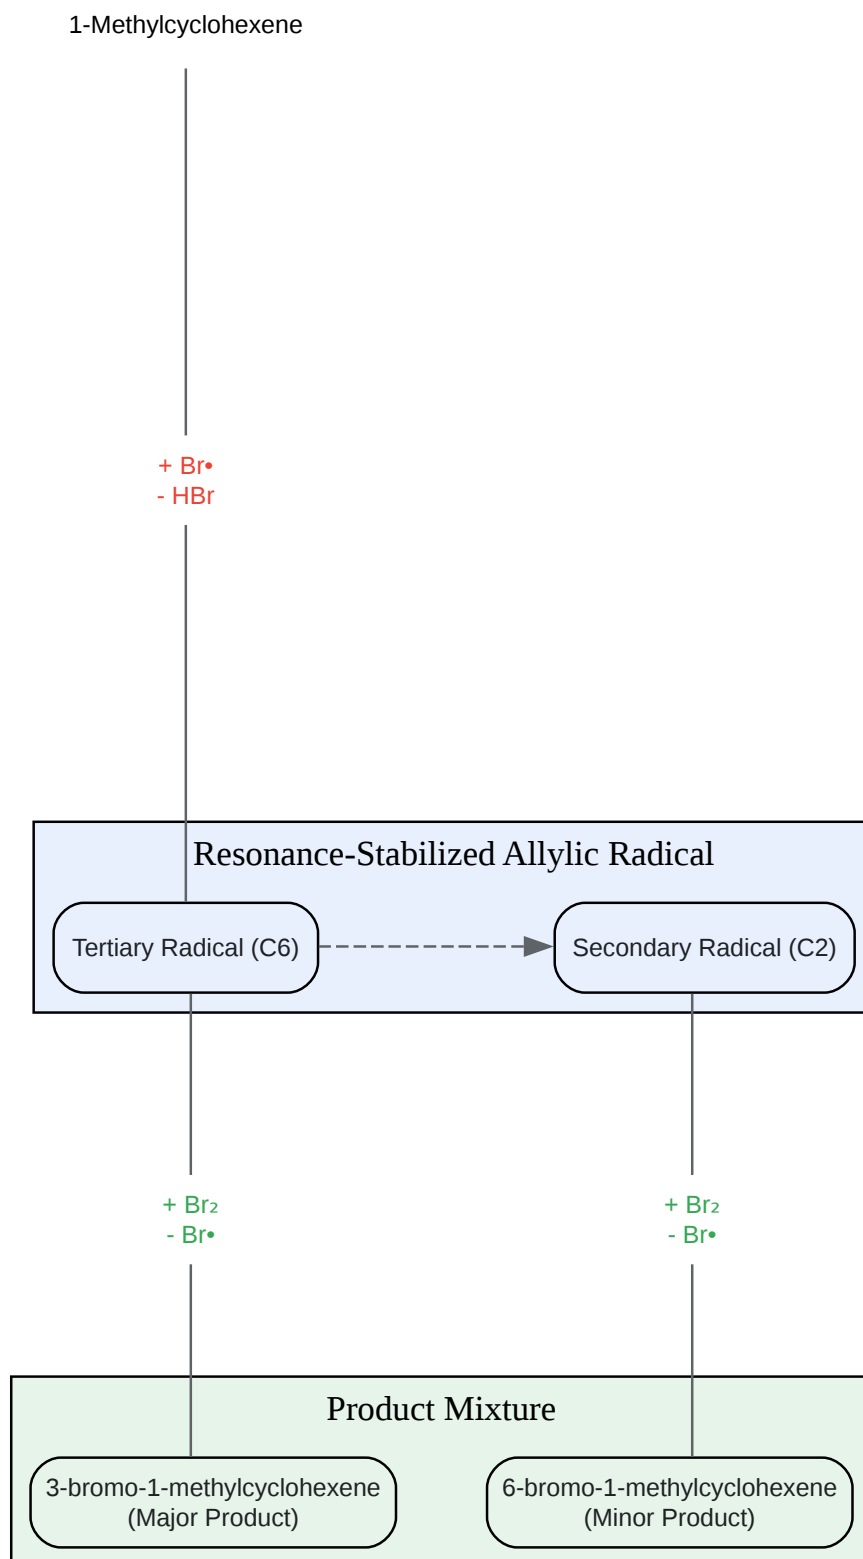 1-Methylcyclohexene
+ Br•
- HBr
Resonance-Stabilized Allylic Radical
Tertiary Radical (C6)
Secondary Radical (C2)
+ Br₂
- Br•
+ Br₂
- Br•
Product Mixture
3-bromo-1-methylcyclohexene
(Major Product)
6-bromo-1-methylcyclohexene
(Minor Product)